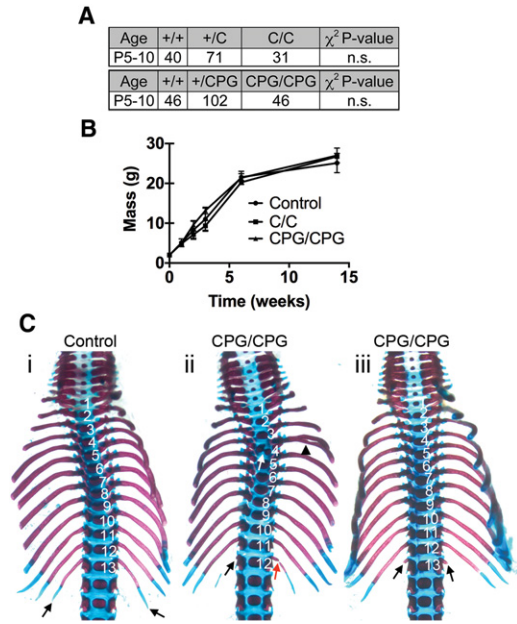 A
Age +/+ +/C C/C χ² P-value
P5-10 40 71 31 n.s.
Age +/+ +/CPG CPG/CPG χ² P-value
P5-10 46 102 46 n.s.
B
Mass (g)
30
20
10
0
0 5 10 15
Time (weeks)
Control
C/C
CPG/CPG
C
Control
i
1
2
3
4
5
6
7
8
9
10
11
12
13
CPG/CPG
ii
1
2
3
4
5
6
7
8
9
10
11
12
CPG/CPG
iii
1
2
3
4
5
6
7
8
9
10
11
12
13